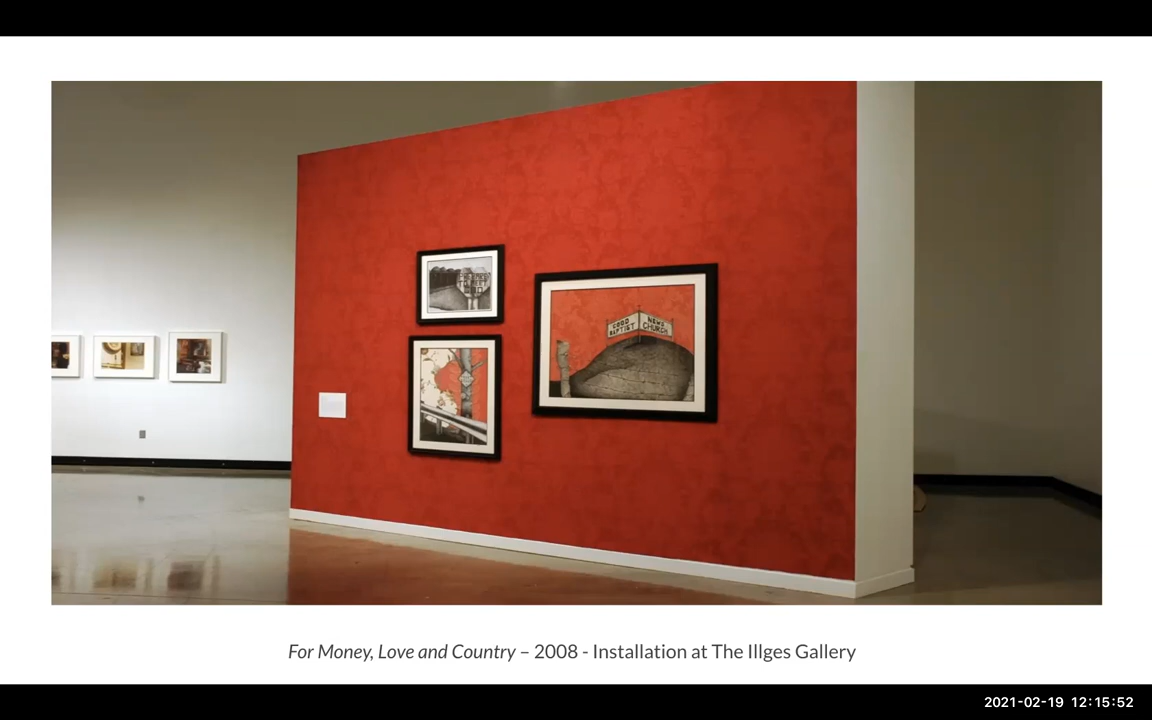 GOOD NEWS
BAPTIST CHURCH
For Money, Love and Country – 2008 - Installation at The Illges Gallery
2021-02-19 12:15:52